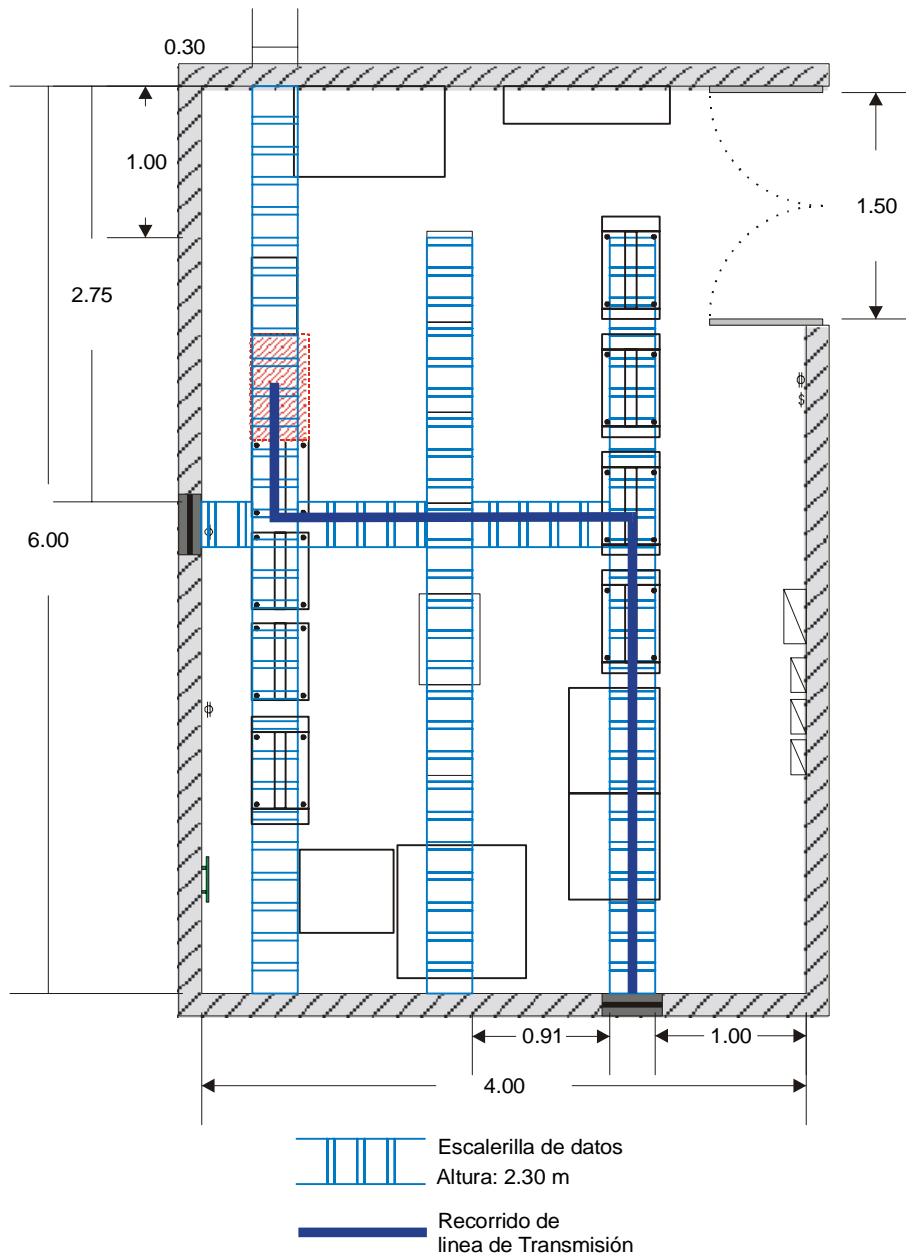 0.30
1.00
1.50
2.75
6.00
$
0.91
1.00
4.00
Escalerilla de datos
Altura: 2.30 m
Recorrido de
linea de Transmisión